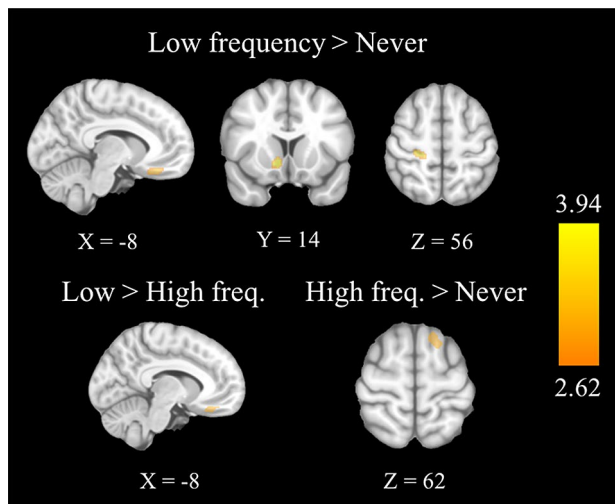 Low frequency > Never
X = -8
Y = 14
Z = 56
3.94
2.62
Low > High freq.
High freq. > Never
X = -8
Z = 62